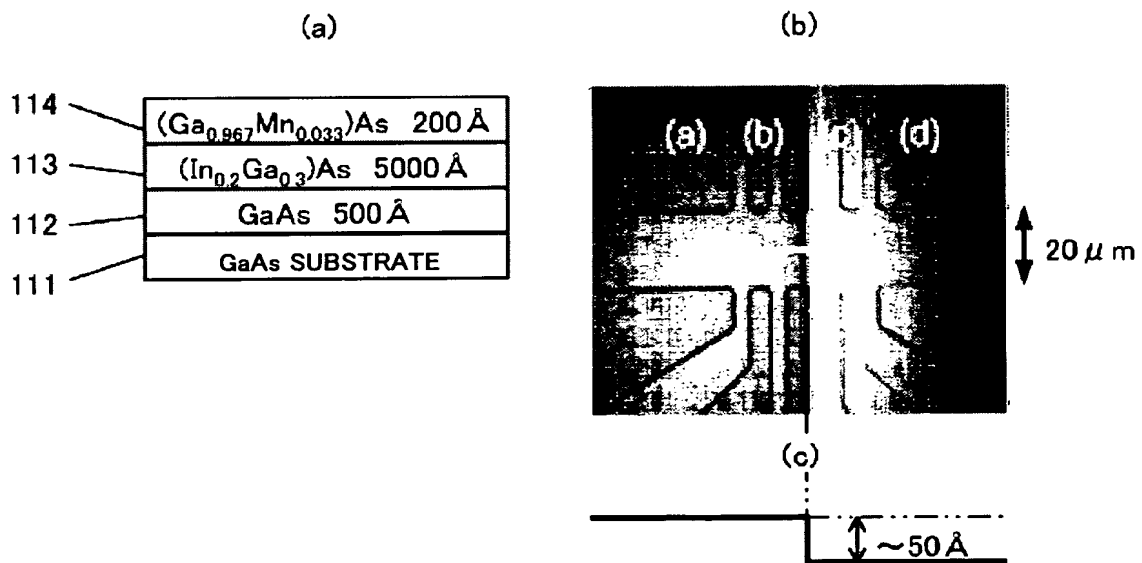 (a)
114
(Ga0.967Mn0.033)As 200 Å
113
(In0.2Ga0.3)As 5000 Å
112
GaAs 500 Å
111
GaAs SUBSTRATE
(b)
(a) (b) (c) (d)
20 μm
(c)
~50 Å